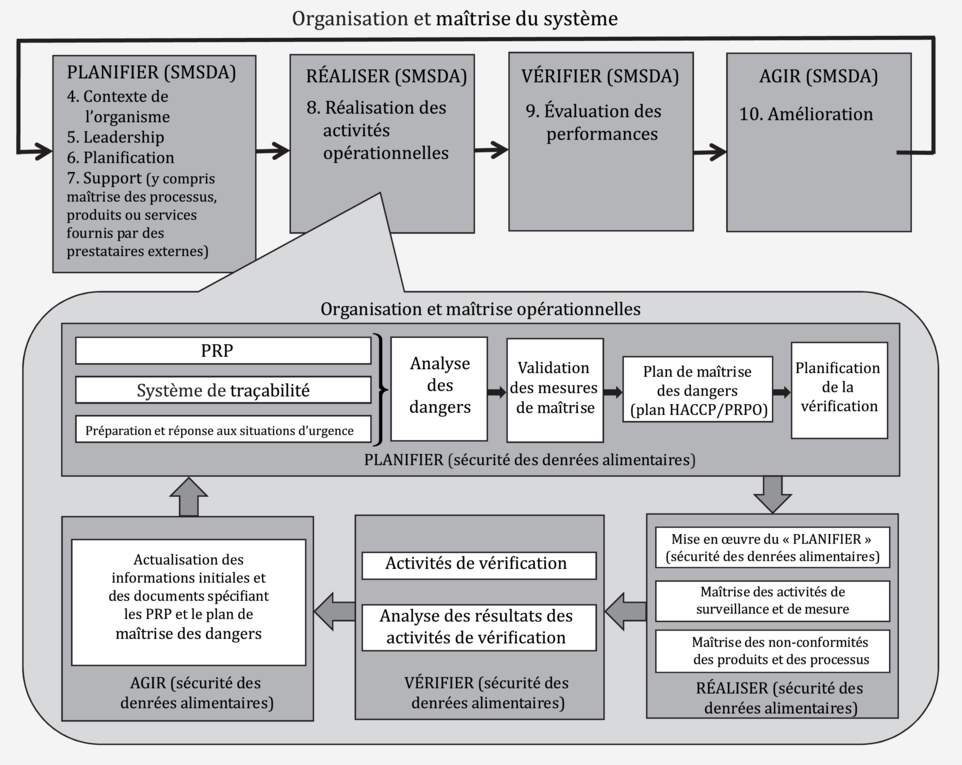 Organisation et maîtrise du système
PLANIFIER (SMSDA)
4. Contexte de
l’organisme
5. Leadership
6. Planification
7. Support (y compris
maîtrise des processus,
produits ou services
fournis par des
prestataires externes)
RÉALISER (SMSDA)
8. Réalisation des
activités
opérationnelles
VÉRIFIER (SMSDA)
9. Évaluation des
performances
AGIR (SMSDA)
10. Amélioration
Organisation et maîtrise opérationnelles
PRP
Système de traçabilité
Préparation et réponse aux situations d’urgence
Analyse
des
dangers
Validation
des mesures
de maîtrise
Plan de maîtrise
des dangers
(plan HACCP/PRPO)
Planification
de la
vérification
PLANIFIER (sécurité des denrées alimentaires)
Actualisation des
informations initiales et
des documents spécifiant
les PRP et le plan de
maîtrise des dangers
AGIR (sécurité des
denrées alimentaires)
Activités de vérification
Analyse des résultats des
activités de vérification
VÉRIFIER (sécurité des
denrées alimentaires)
Mise en œuvre du « PLANIFIER »
(sécurité des denrées alimentaires)
Maîtrise des activités de
surveillance et de mesure
Maîtrise des non-conformités
des produits et des processus
RÉALISER (sécurité des
denrées alimentaires)